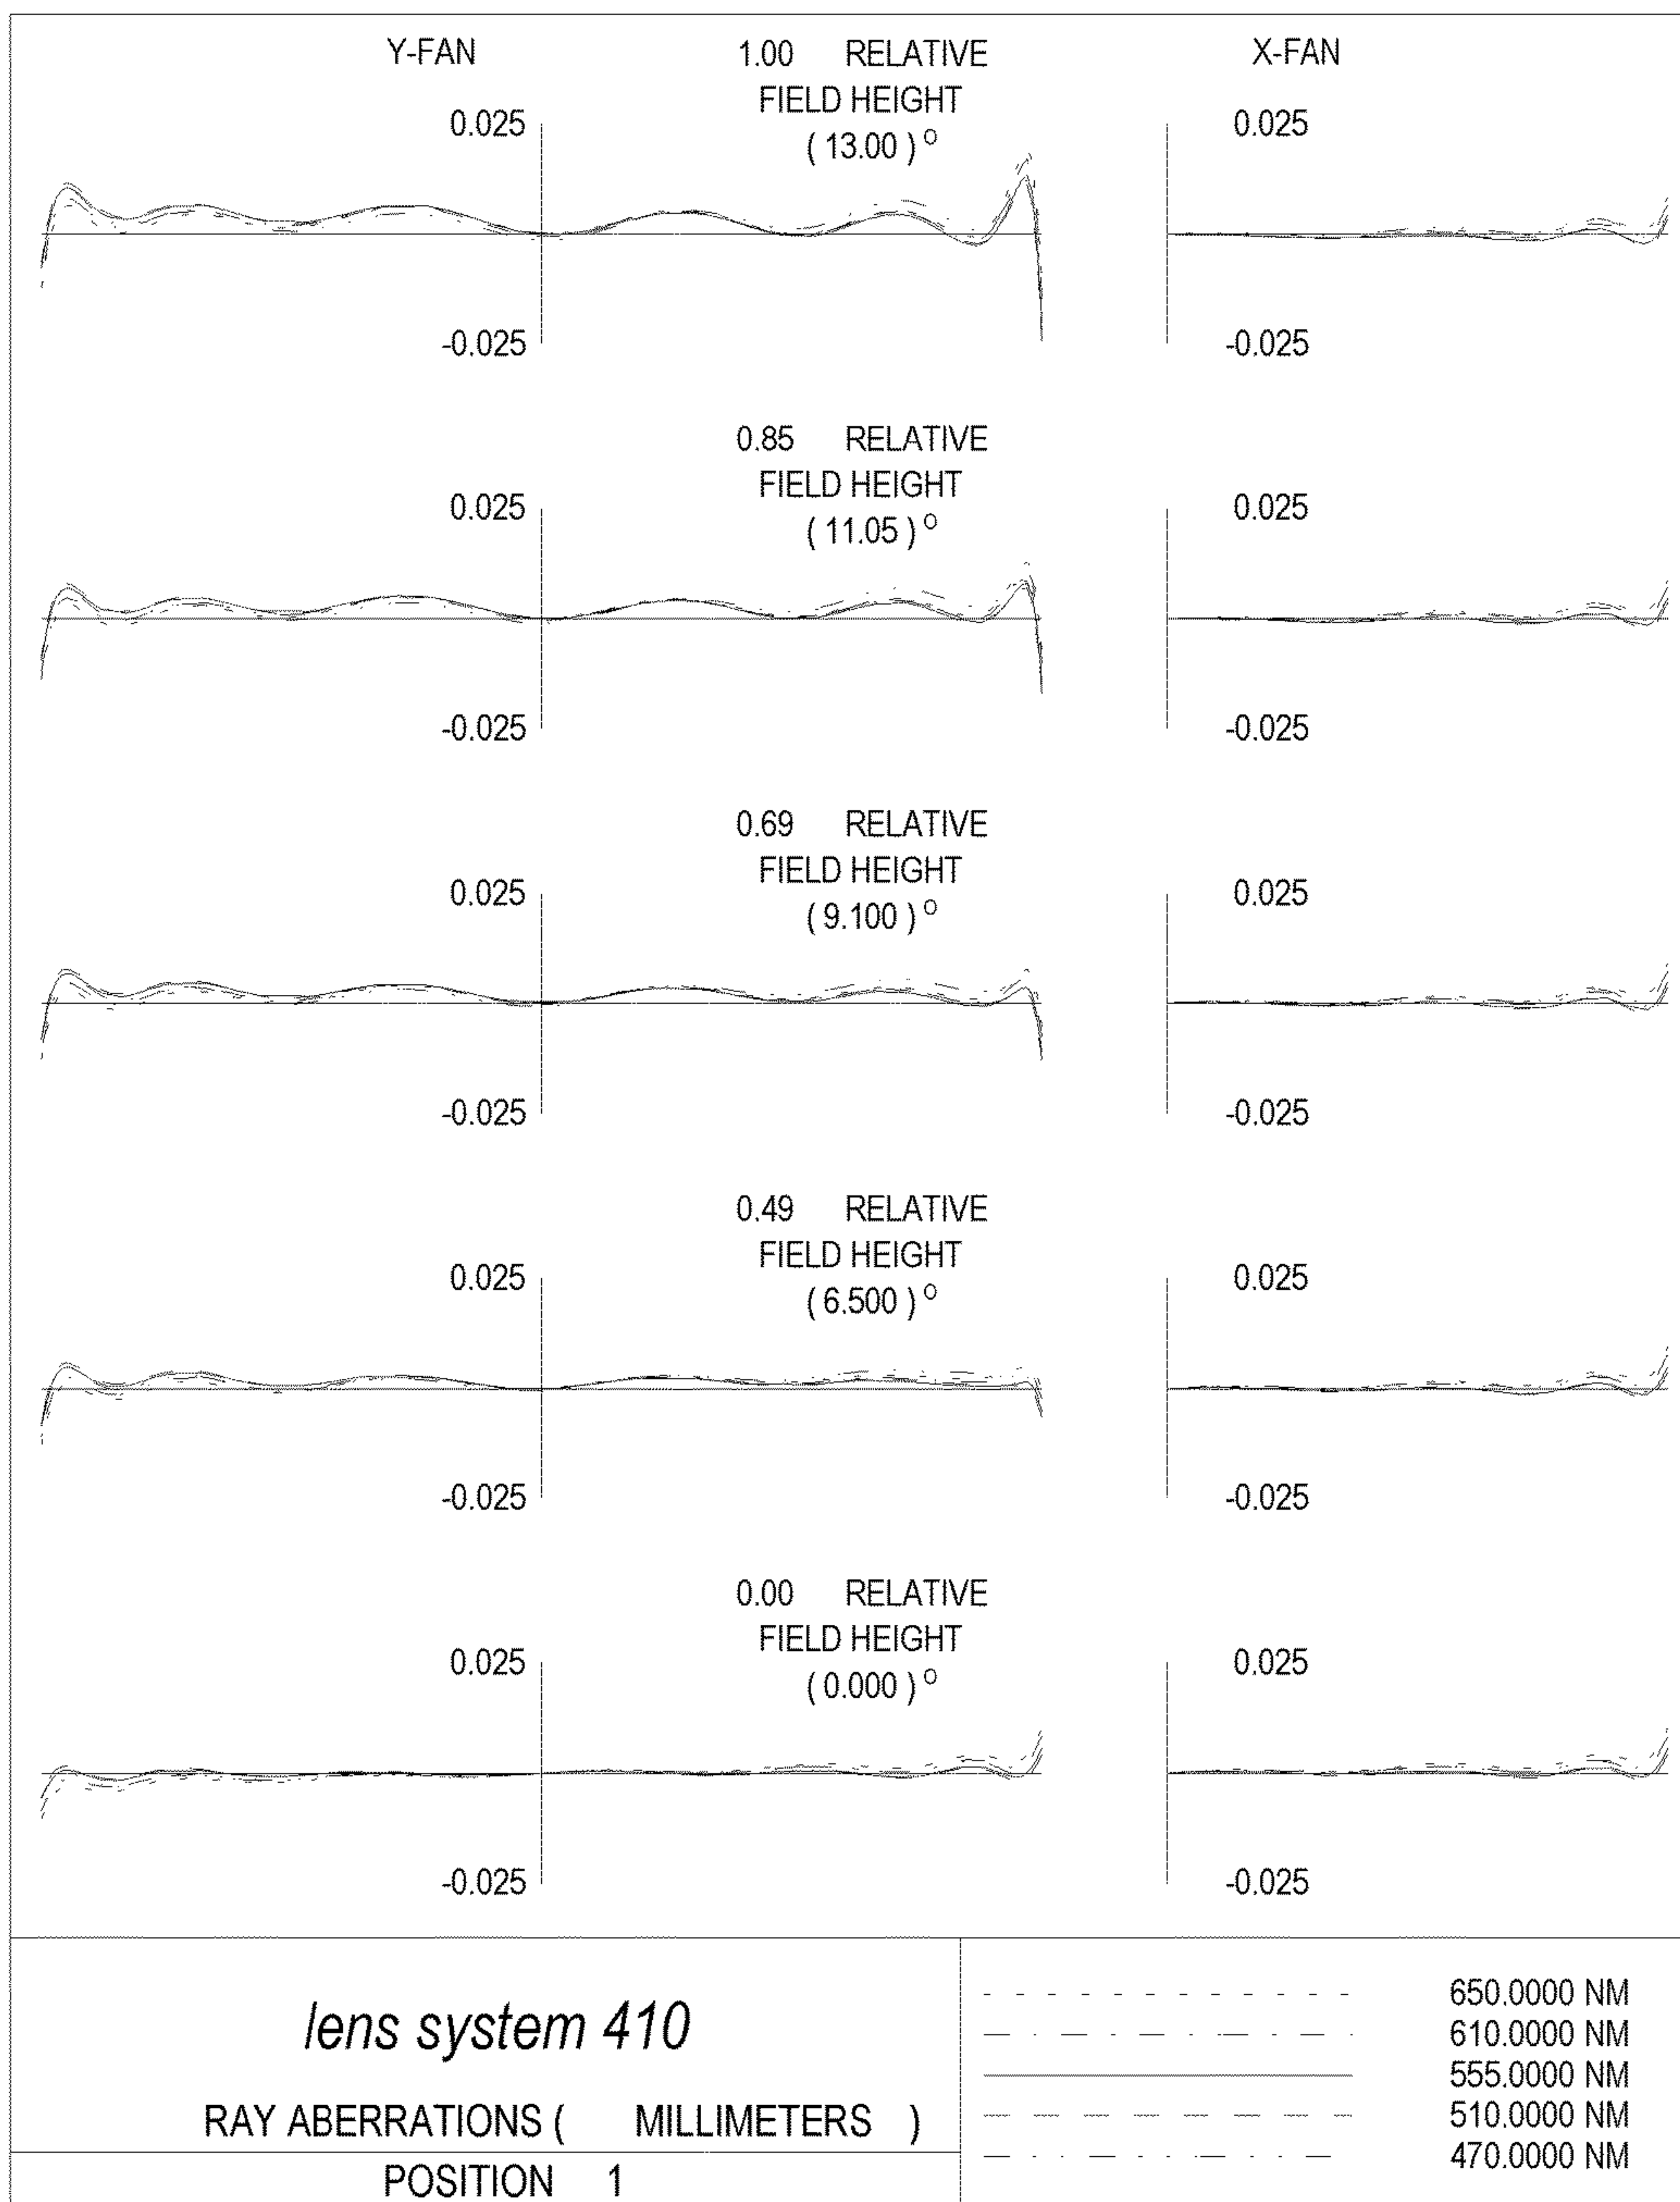 Y-FAN 1.00 RELATIVE X-FAN
FIELD HEIGHT
0.025 ( 13.00 ) O 0.025
-0.025 -0.025
0.85 RELATIVE
FIELD HEIGHT
0.025 ( 11.05 ) O 0.025
-0.025 -0.025
0.69 RELATIVE
FIELD HEIGHT
0.025 ( 9.100 ) O 0.025
-0.025 -0.025
0.49 RELATIVE
FIELD HEIGHT
0.025 ( 6.500 ) O 0.025
-0.025 -0.025
0.00 RELATIVE
FIELD HEIGHT
0.025 ( 0.000 ) O 0.025
-0.025 -0.025
lens system 410
RAY ABERRATIONS ( MILLIMETERS )
POSITION 1
650.0000 NM
610.0000 NM
555.0000 NM
510.0000 NM
470.0000 NM